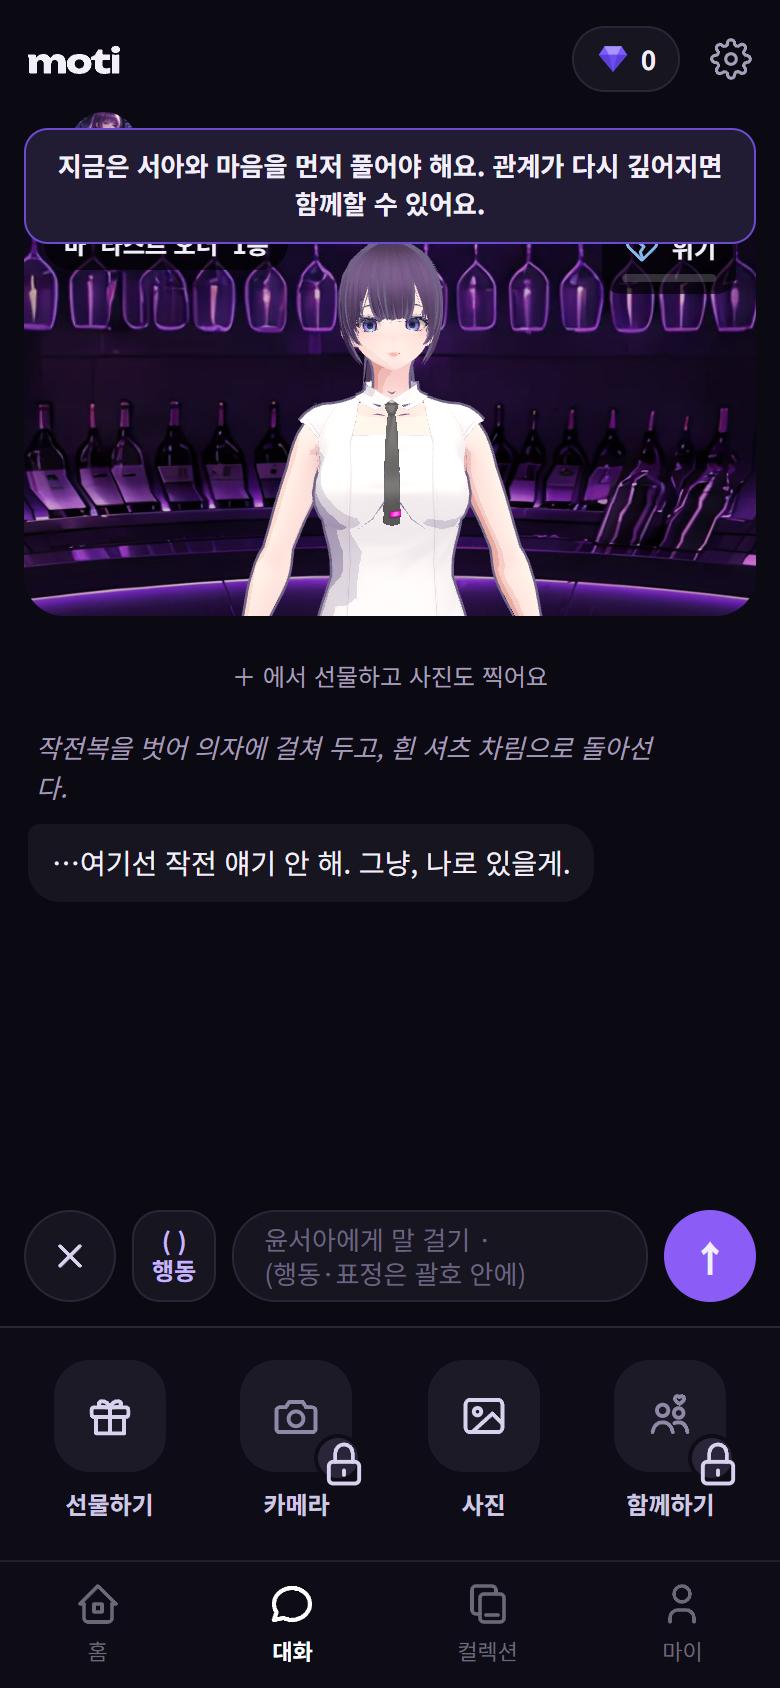 moti
0
지금은 서아와 마음을 먼저 풀어야 해요. 관계가 다시 깊어지면
함께할 수 있어요.
위기
+ 에서 선물하고 사진도 찍어요
작전복을 벗어 의자에 걸쳐 두고, 흰 셔츠 차림으로 돌아선
다.
…여기선 작전 얘기 안 해. 그냥, 나로 있을게.
( )
행동
윤서아에게 말 걸기 ·
(행동·표정은 괄호 안에)
선물하기
카메라
사진
함께하기
홈
대화
컬렉션
마이